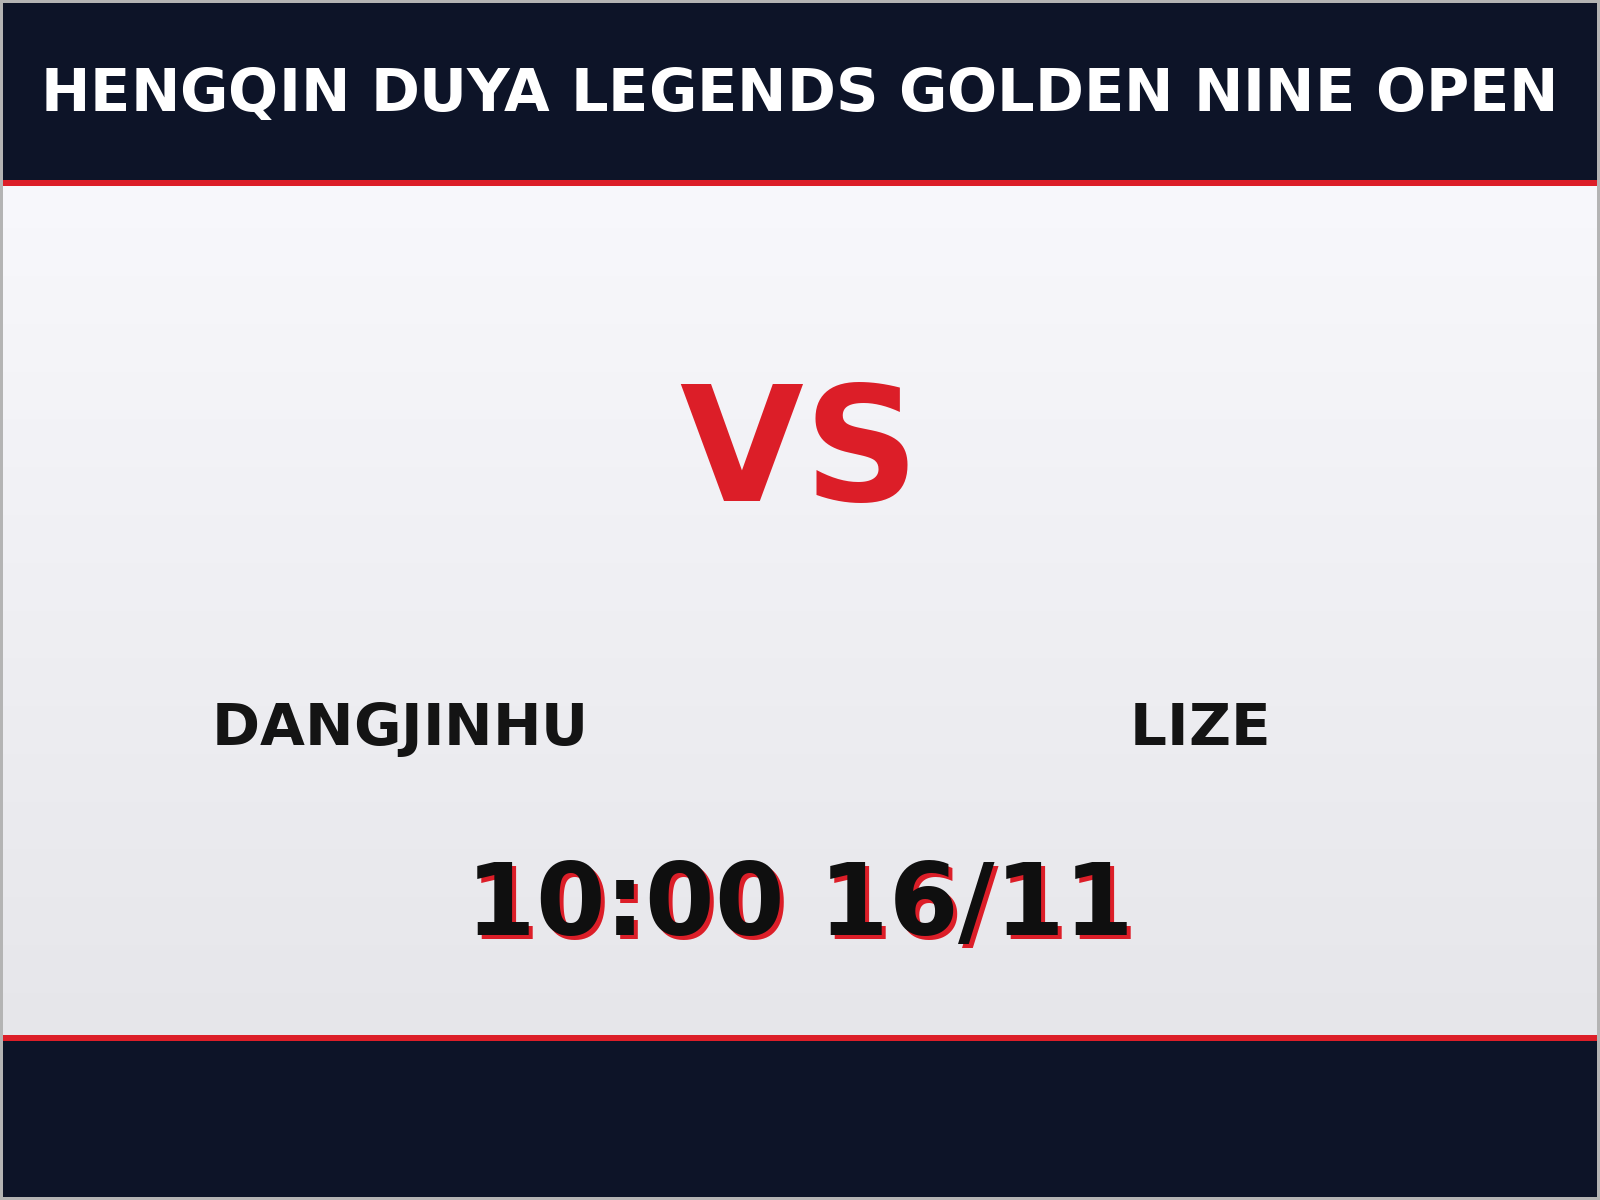 HENGQIN DUYA LEGENDS GOLDEN NINE OPEN
VS
DANGJINHU LIZE
10:00 16/11